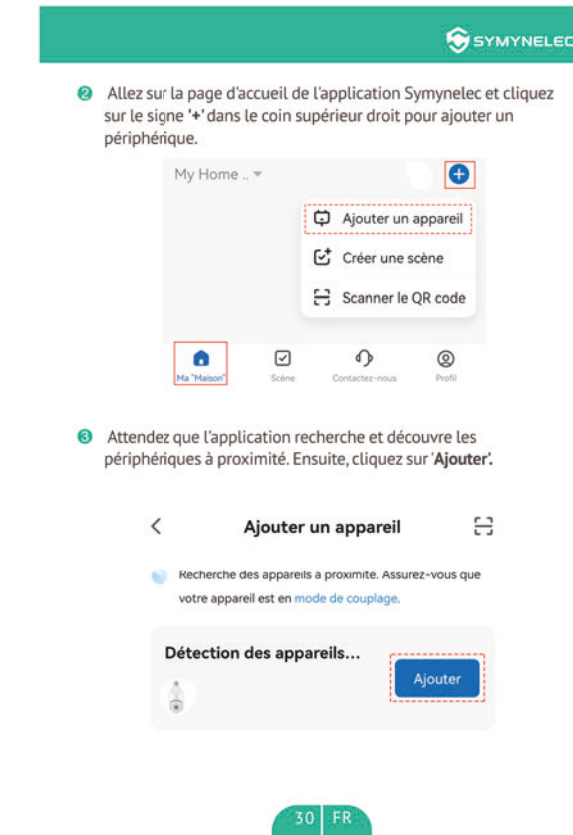 SYMYNELEC
❷ Allez sur la page d'accueil de l'application Symynelec et cliquez
sur le signe '+' dans le coin supérieur droit pour ajouter un
périphérique.
My Home ..
Ajouter un appareil
Créer une scène
Scanner le QR code
Ma "Maison" Scène Contactez-nous Profil
❸ Attendez que l'application recherche et découvre les
périphériques à proximité. Ensuite, cliquez sur 'Ajouter'.
Ajouter un appareil
Recherche des appareils à proximité. Assurez-vous que
votre appareil est en mode de couplage.
Détection des appareils...
Ajouter
30 FR